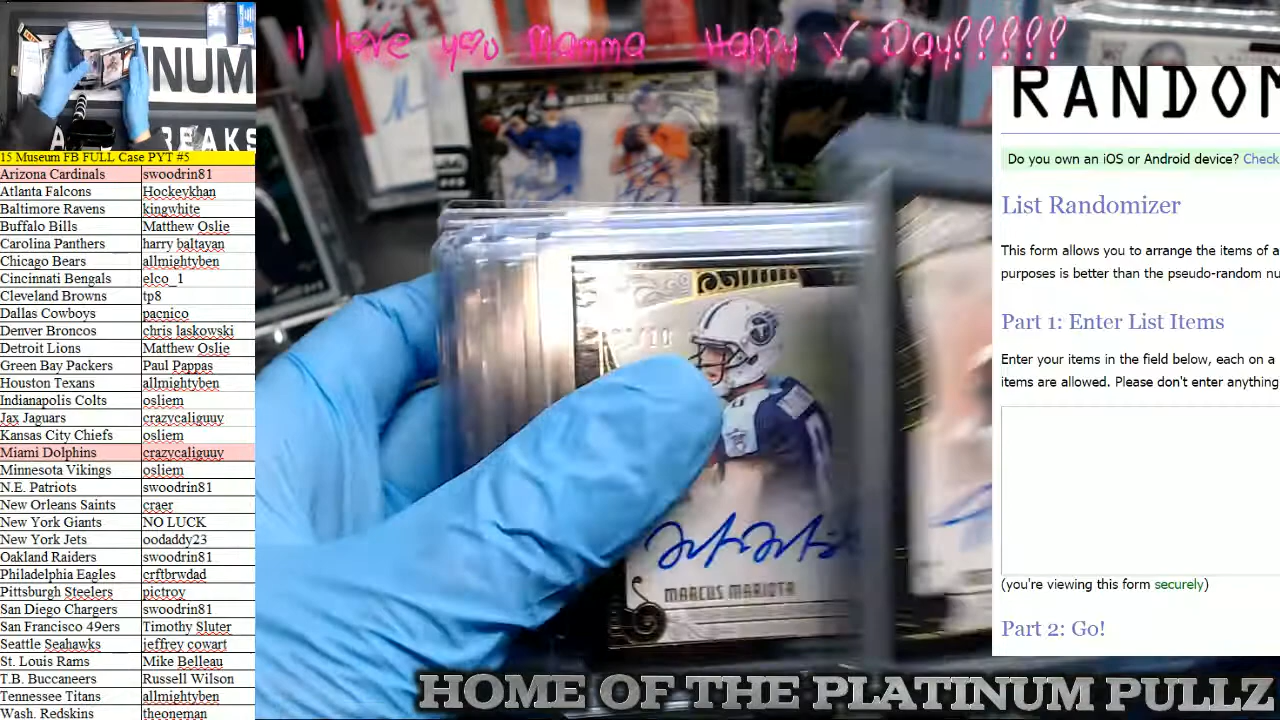 I love you Mamma Happy V Day!!!!!
NUM
REAKS
15 Museum FB FULL Case PYT #5
Arizona Cardinals swoodrin81
Atlanta Falcons Hockeykhan
Baltimore Ravens kingwhite
Buffalo Bills Matthew Oslie
Carolina Panthers harry baltayan
Chicago Bears allmightyben
Cincinnati Bengals elco_1
Cleveland Browns tp8
Dallas Cowboys pacnico
Denver Broncos chris laskowski
Detroit Lions Matthew Oslie
Green Bay Packers Paul Pappas
Houston Texans allmightyben
Indianapolis Colts osliem
Jax Jaguars crazycaliguuy
Kansas City Chiefs osliem
Miami Dolphins crazycaliguuy
Minnesota Vikings osliem
N.E. Patriots swoodrin81
New Orleans Saints craer
New York Giants NO LUCK
New York Jets oodaddy23
Oakland Raiders swoodrin81
Philadelphia Eagles crftbrwdad
Pittsburgh Steelers pictroy
San Diego Chargers swoodrin81
San Francisco 49ers Timothy Sluter
Seattle Seahawks jeffrey cowart
St. Louis Rams Mike Belleau
T.B. Buccaneers Russell Wilson
Tennessee Titans allmightyben
Wash. Redskins theoneman
MARCUS MARIOTA
RANDOM
Do you own an iOS or Android device? Check
List Randomizer
This form allows you to arrange the items of a
purposes is better than the pseudo-random nu
Part 1: Enter List Items
Enter your items in the field below, each on a
items are allowed. Please don't enter anything
(you're viewing this form securely)
Part 2: Go!
HOME OF THE PLATINUM PULLZ